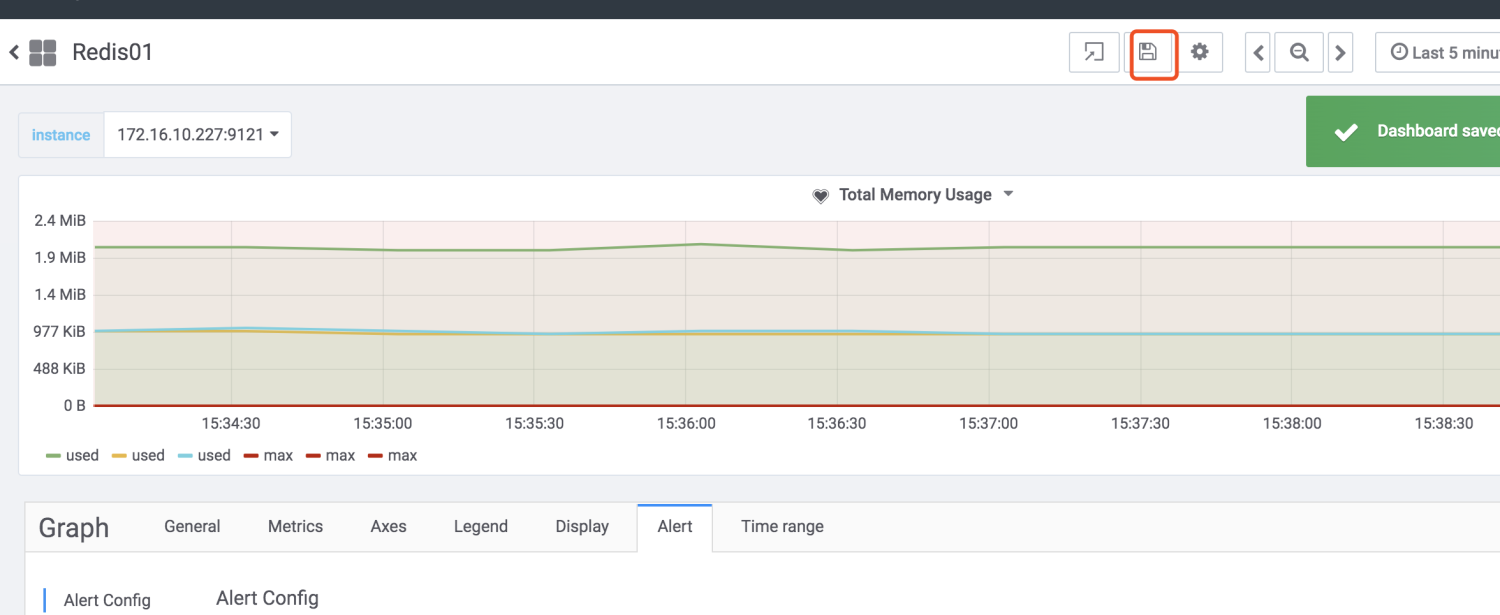 Redis01
Last 5 minu
instance 172.16.10.227:9121
Dashboard saved
Total Memory Usage
2.4 MiB
1.9 MiB
1.4 MiB
977 KiB
488 KiB
0 B
15:34:30 15:35:00 15:35:30 15:36:00 15:36:30 15:37:00 15:37:30 15:38:00 15:38:30
used used used max max max
Graph General Metrics Axes Legend Display Alert Time range
Alert Config Alert Config